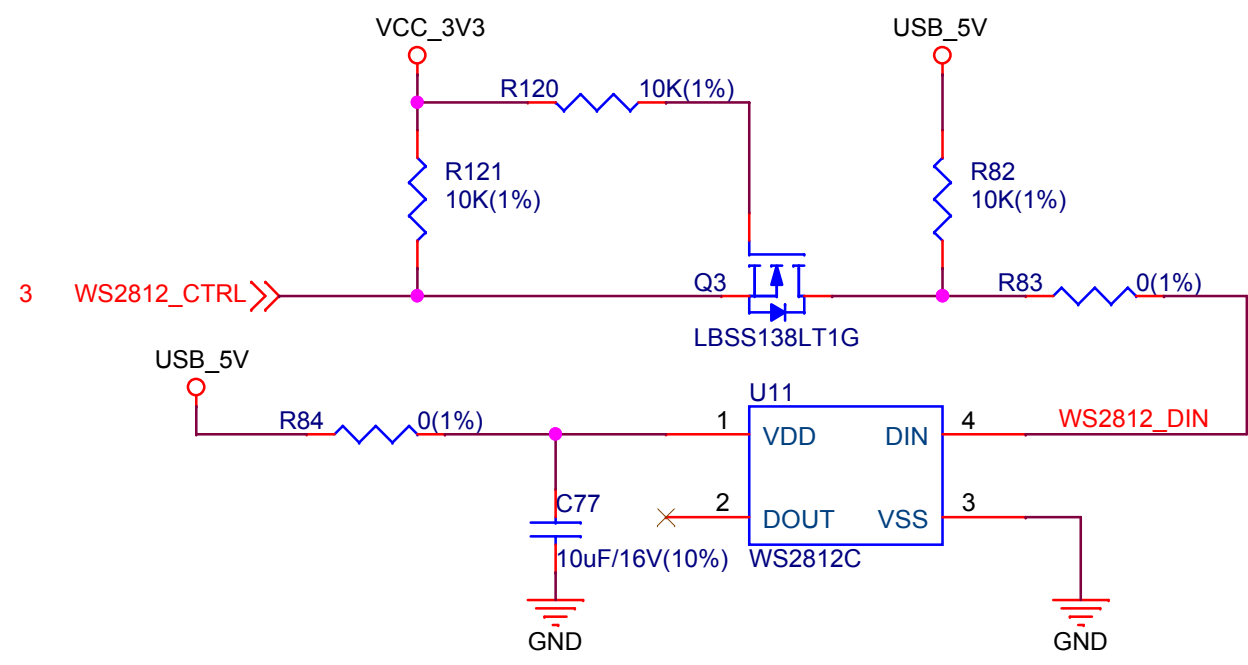 VCC_3V3
USB_5V
R120
10K(1%)
R121
10K(1%)
R82
10K(1%)
3
WS2812_CTRL
Q3
R83
0(1%)
LBSS138LT1G
USB_5V
U11
R84
0(1%)
1
VDD
DIN
4
WS2812_DIN
C77
2
DOUT
VSS
3
10uF/16V(10%)
WS2812C
GND
GND